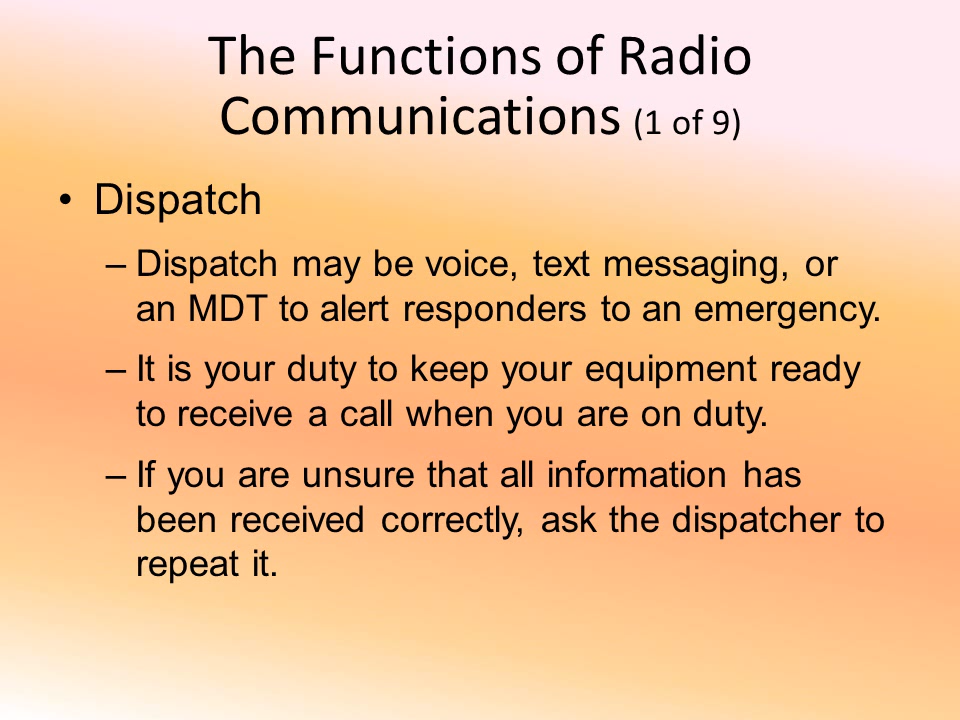 The Functions of Radio
Communications (1 of 9)
• Dispatch
– Dispatch may be voice, text messaging, or
an MDT to alert responders to an emergency.
– It is your duty to keep your equipment ready
to receive a call when you are on duty.
– If you are unsure that all information has
been received correctly, ask the dispatcher to
repeat it.